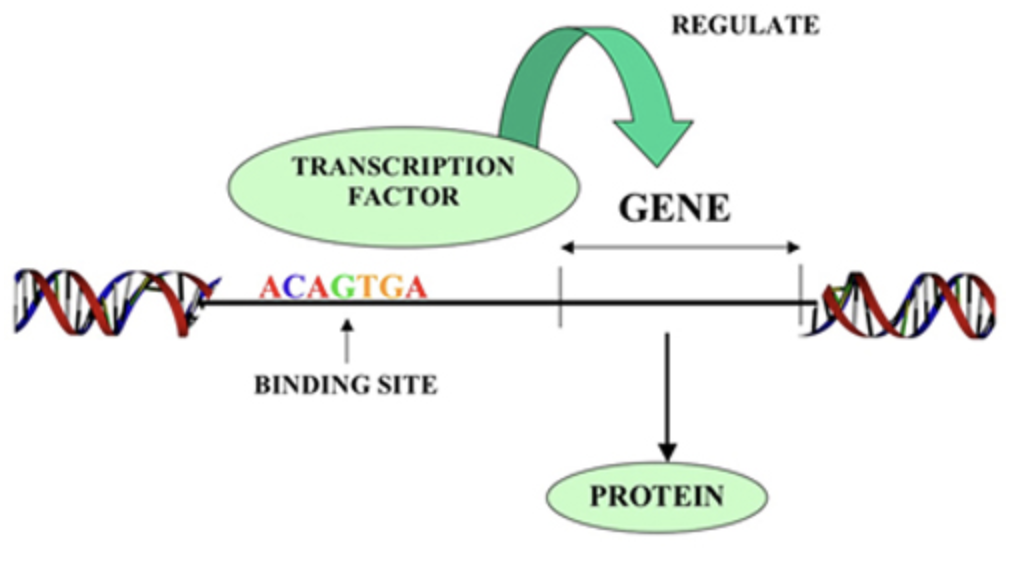 REGULATE
TRANSCRIPTION
FACTOR
GENE
ACAGTGA
BINDING SITE
PROTEIN